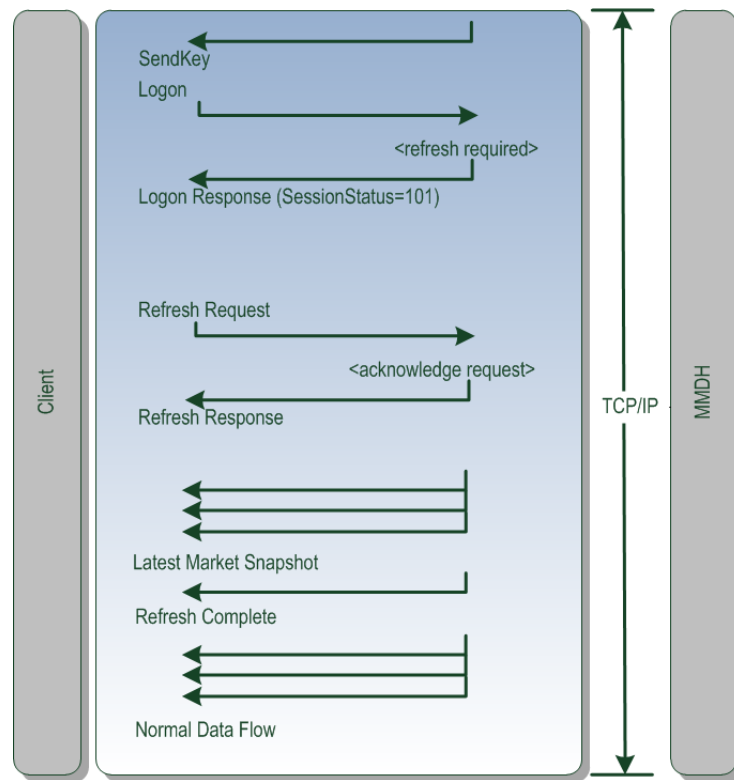 SendKey
Logon
<refresh required>
Logon Response (SessionStatus=101)
Refresh Request
<acknowledge request>
Refresh Response
Latest Market Snapshot
Refresh Complete
Normal Data Flow
Client
TCP/IP
MMDH